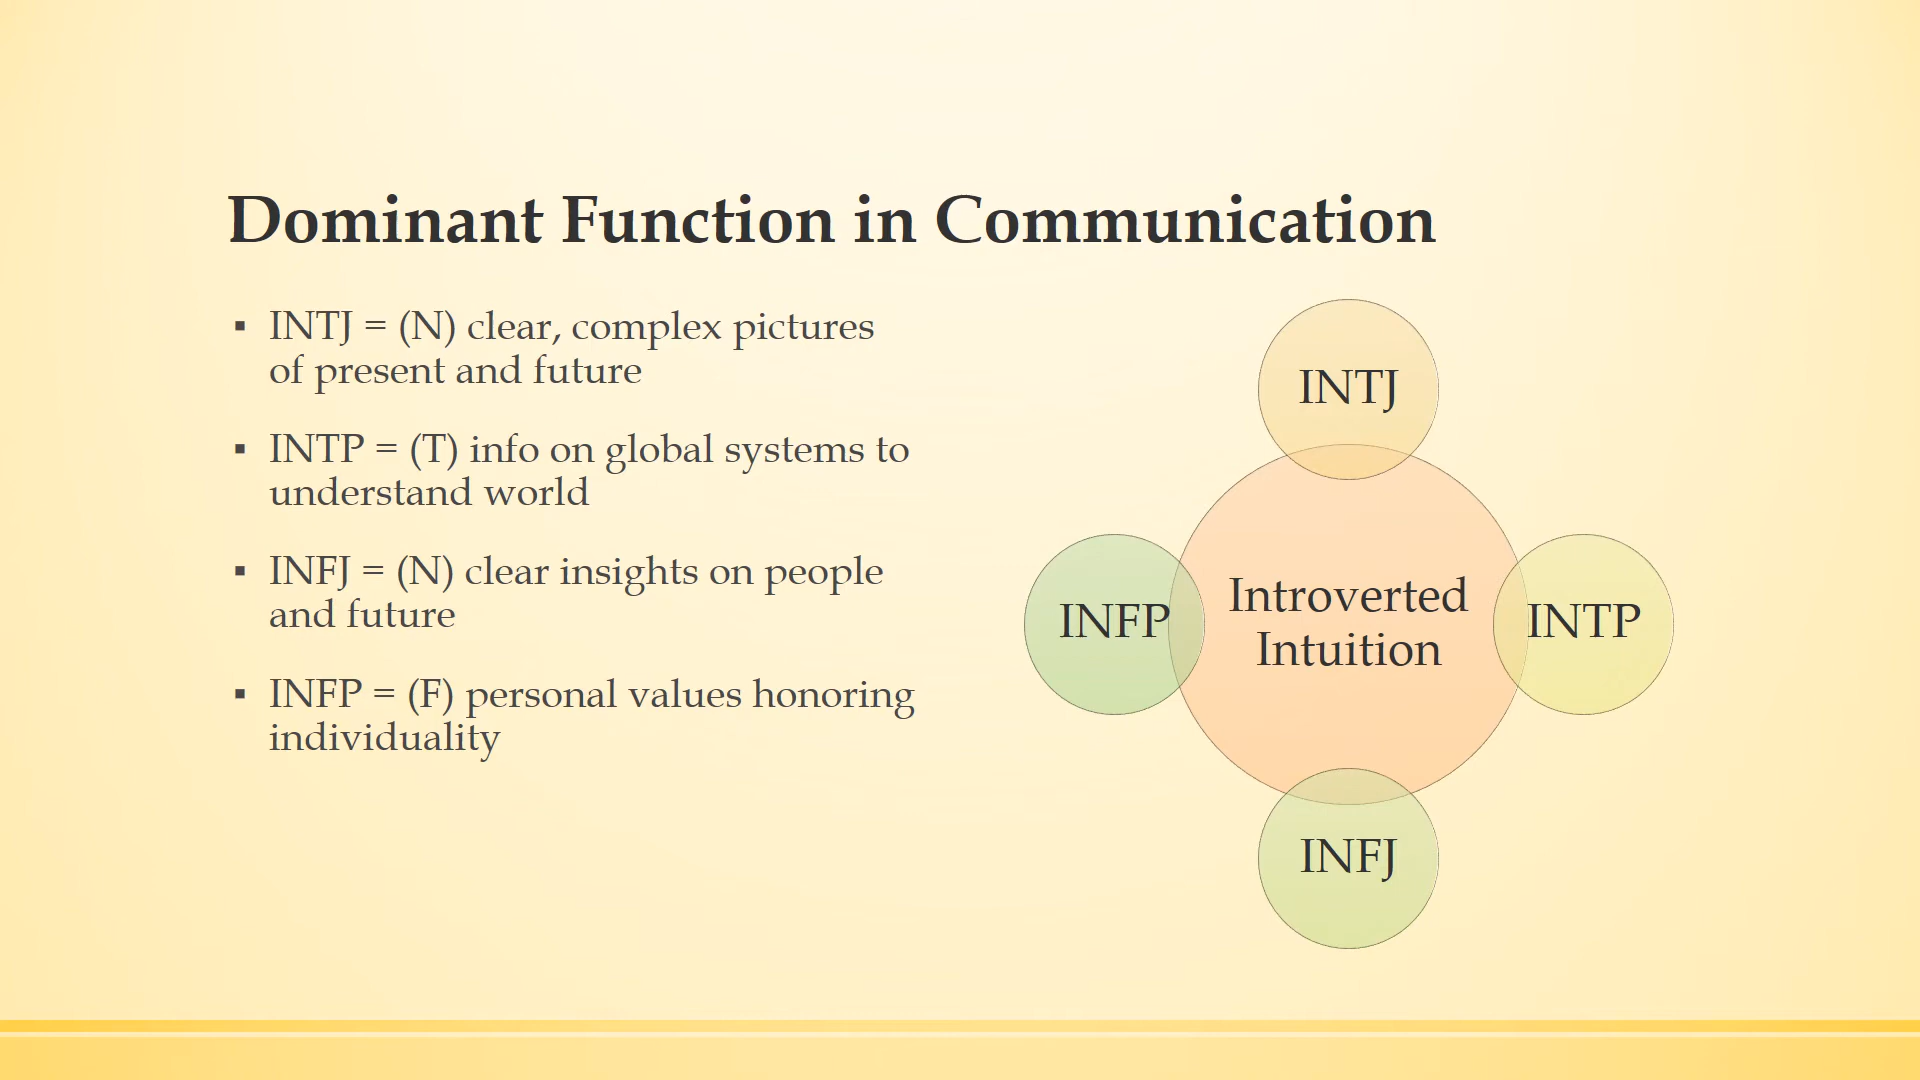 Dominant Function in Communication
▪ INTJ = (N) clear, complex pictures
of present and future
▪ INTP = (T) info on global systems to
understand world
▪ INFJ = (N) clear insights on people
and future
▪ INFP = (F) personal values honoring
individuality
INTJ
INFP
Introverted
Intuition
INTP
INFJ